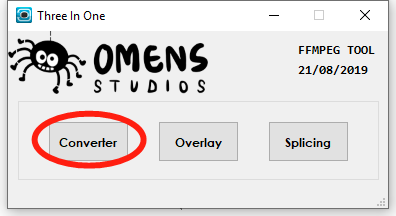 Three In One
OMENS
STUDIOS
FFMPEG TOOL
21/08/2019
Converter
Overlay
Splicing